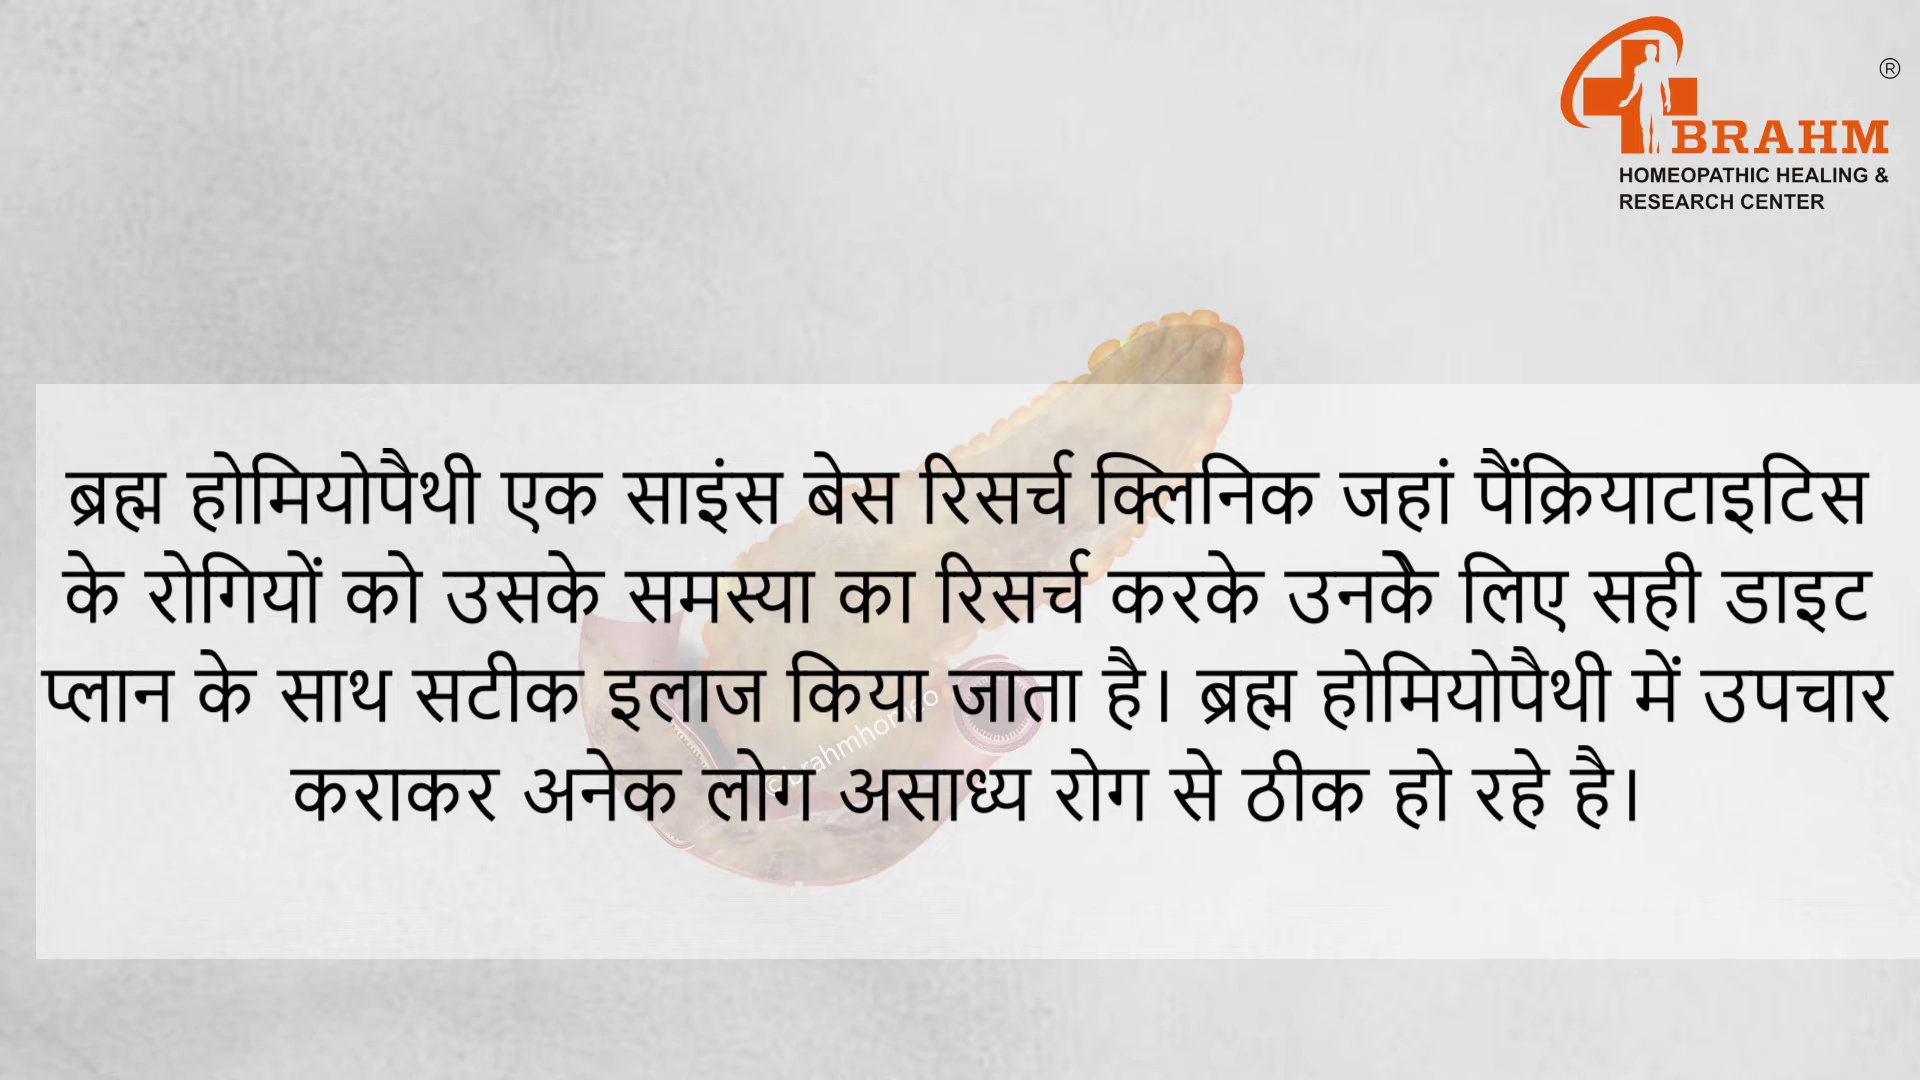 ®
BRAHM
HOMEOPATHIC HEALING &
RESEARCH CENTER
ब्रह्म होमियोपैथी एक साइंस बेस रिसर्च क्लिनिक जहां पैंक्रियाटाइटिस
के रोगियों को उसके समस्या का रिसर्च करके उनके लिए सही डाइट
प्लान के साथ सटीक इलाज किया जाता है। ब्रह्म होमियोपैथी में उपचार
कराकर अनेक लोग असाध्य रोग से ठीक हो रहे है।
©brahmhomeo